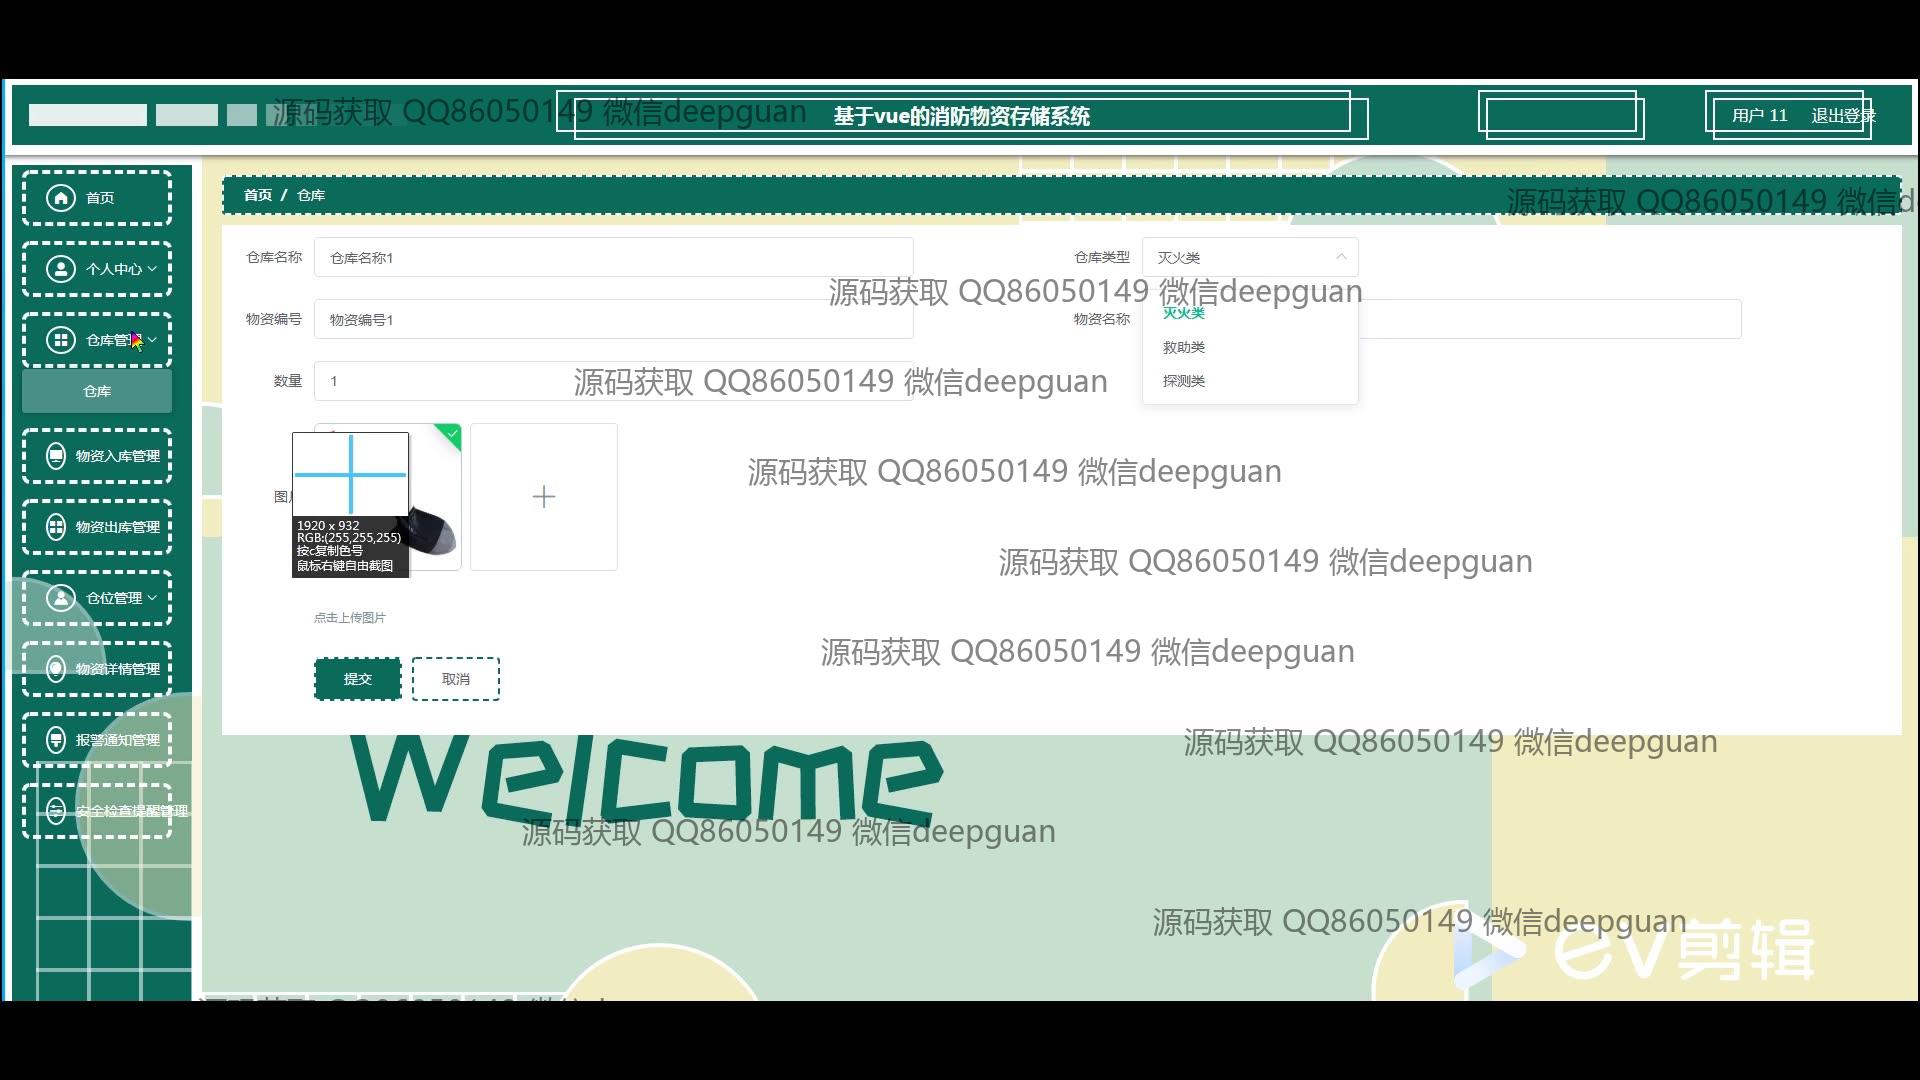 源码获取 QQ86050149 微信deepguan
基于vue的消防物资存储系统
用户 11
退出登录
首页
个人中心
仓库管理
仓库
物资入库管理
物资出库管理
仓位管理
物资详情管理
报警通知管理
安全检查提醒管理
首页 / 仓库
源码获取 QQ86050149 微信d
仓库名称
仓库名称1
仓库类型
灭火类
源码获取 QQ86050149 微信deepguan
物资编号
物资编号1
物资名称
灭火类
救助类
探测类
数量
1
源码获取 QQ86050149 微信deepguan
源码获取 QQ86050149 微信deepguan
1920 x 932
RGB:(255,255,255)
按c复制色号
鼠标右键自由截图
源码获取 QQ86050149 微信deepguan
点击上传图片
源码获取 QQ86050149 微信deepguan
提交
取消
源码获取 QQ86050149 微信deepguan
Welcome
源码获取 QQ86050149 微信deepguan
源码获取 QQ86050149 微信deepguan
ev剪辑